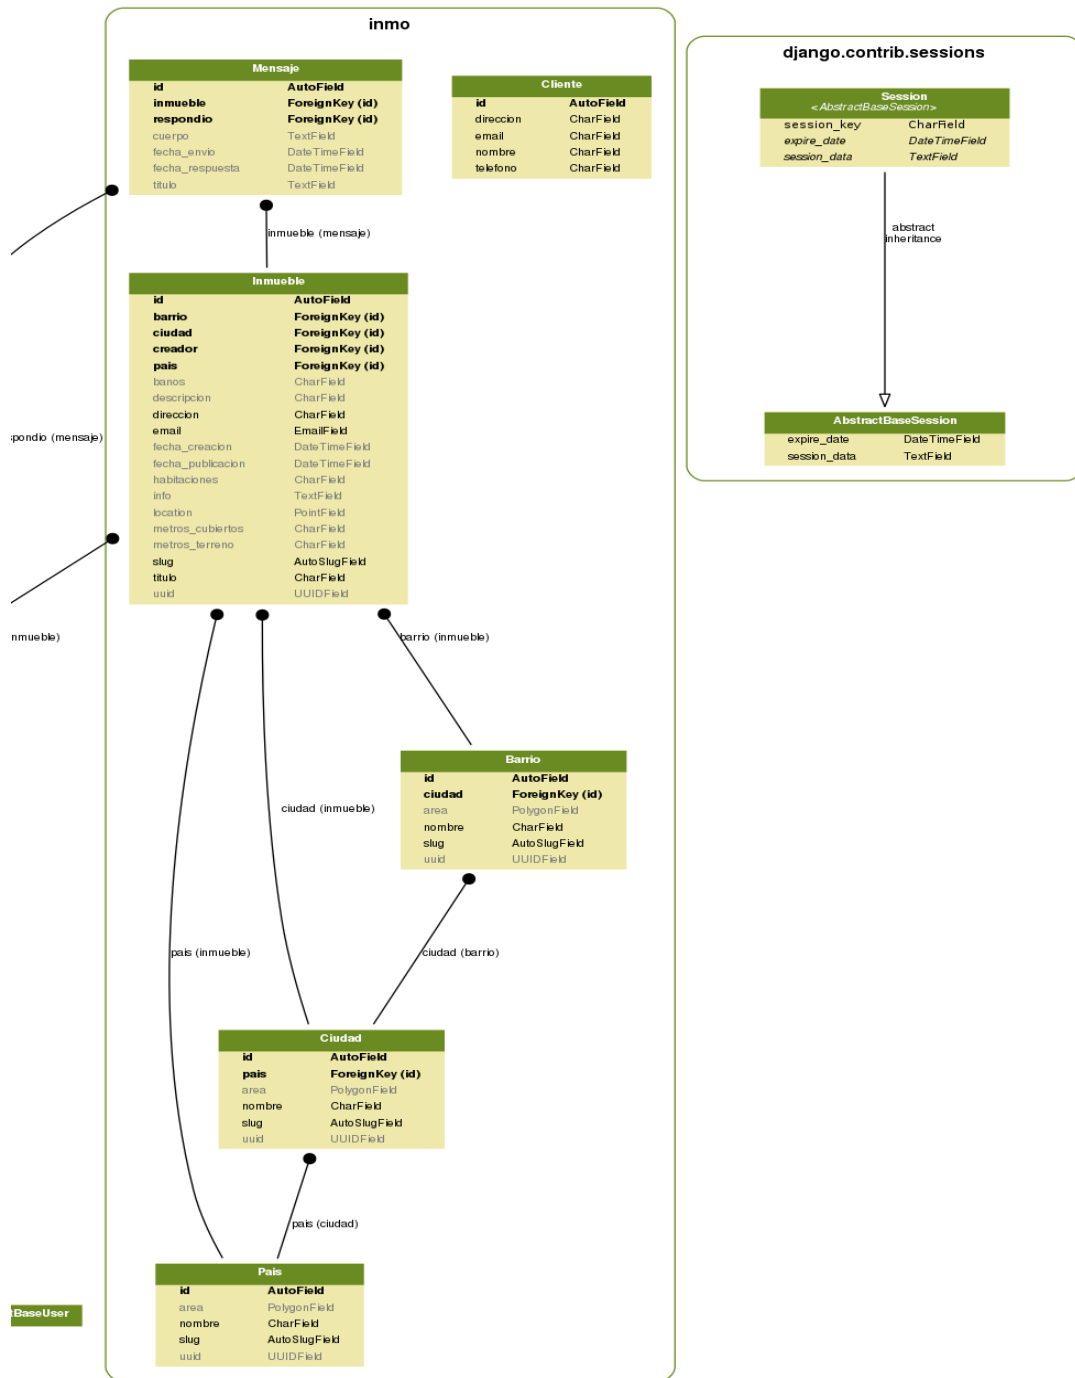 inmo
Mensaje
id AutoField
inmueble ForeignKey (id)
respondio ForeignKey (id)
cuerpo TextField
fecha_envio DateTimeField
fecha_respuesta DateTimeField
titulo TextField
Cliente
id AutoField
direccion CharField
email CharField
nombre CharField
telefono CharField
inmueble (mensaje)
Inmueble
id AutoField
barrio ForeignKey (id)
ciudad ForeignKey (id)
creador ForeignKey (id)
pais ForeignKey (id)
banos CharField
descripcion CharField
direccion CharField
email EmailField
fecha_creacion DateTimeField
fecha_publicacion DateTimeField
habitaciones CharField
info TextField
location PointField
metros_cubiertos CharField
metros_terreno CharField
slug AutoSlugField
titulo CharField
uuid UUIDField
spondio (mensaje)
nmueble)
barrio (inmueble)
Barrio
id AutoField
ciudad ForeignKey (id)
area PolygonField
nombre CharField
slug AutoSlugField
uuid UUIDField
ciudad (inmueble)
pais (inmueble)
ciudad (barrio)
Ciudad
id AutoField
pais ForeignKey (id)
area PolygonField
nombre CharField
slug AutoSlugField
uuid UUIDField
pais (ciudad)
Pais
id AutoField
area PolygonField
nombre CharField
slug AutoSlugField
uuid UUIDField
tBaseUser
django.contrib.sessions
Session
<AbstractBaseSession>
session_key CharField
expire_date DateTimeField
session_data TextField
abstract
inheritance
AbstractBaseSession
expire_date DateTimeField
session_data TextField